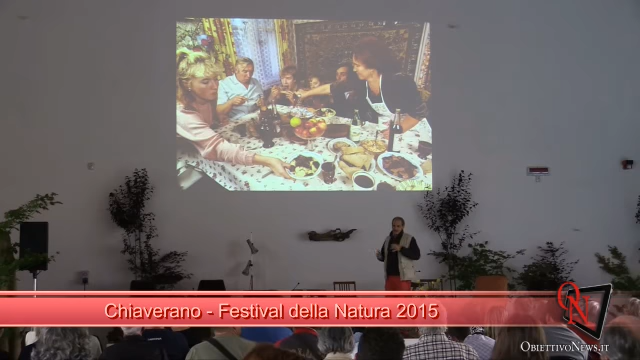 Chiaverano - Festival della Natura 2015
ON
ObiettivoNews.it